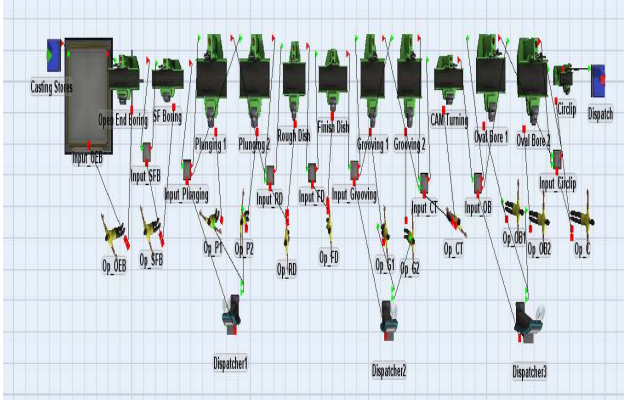 Casting Stores
Open End Boring
SF Boring
Plunging 1
Plunging 2
Rough Dish
Finish Dish
Grooving 1
Grooving 2
CAM Turning
Oval Bore 1
Oval Bore 2
Circlip
Dispatch
Input_OEB
Input_SFB
Input_Plunging
Input_RD
Input_FD
Input_Grooving
Input_CT
Input_OB
Input_Circlip
Op_OEB
Op_SFB
Op_P1
Op_P2
Op_RD
Op_FD
Op_G1
Op_G2
Op_CT
Op_OB1
Op_OB2
Op_C
Dispatcher1
Dispatcher2
Dispatcher3